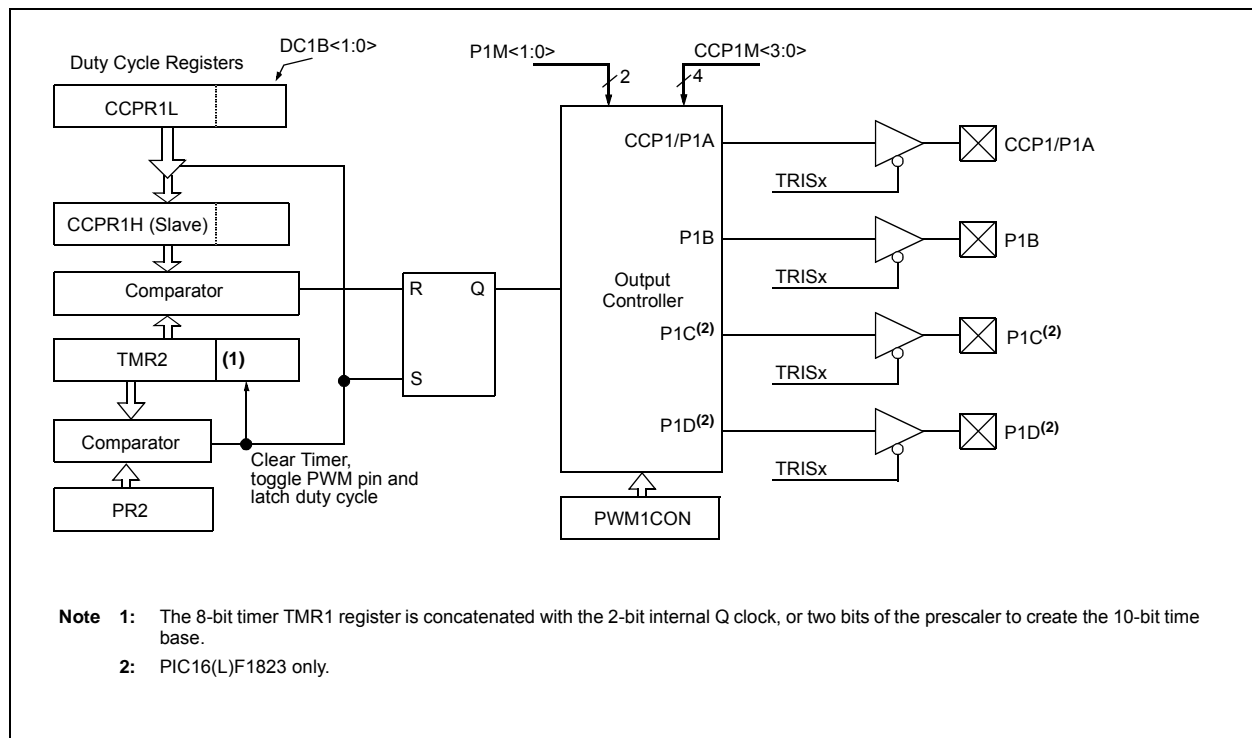 DC1B<1:0>
Duty Cycle Registers
CCPR1L
CCPR1H (Slave)
Comparator
TMR2
(1)
Comparator
PR2
Clear Timer,
toggle PWM pin and
latch duty cycle
R
Q
S
P1M<1:0>
2
CCP1M<3:0>
4
CCP1/P1A
P1B
Output
Controller
P1C(2)
P1D(2)
PWM1CON
TRISx
CCP1/P1A
TRISx
P1B
TRISx
P1C(2)
TRISx
P1D(2)
Note 1: The 8-bit timer TMR1 register is concatenated with the 2-bit internal Q clock, or two bits of the prescaler to create the 10-bit time
base.
2: PIC16(L)F1823 only.